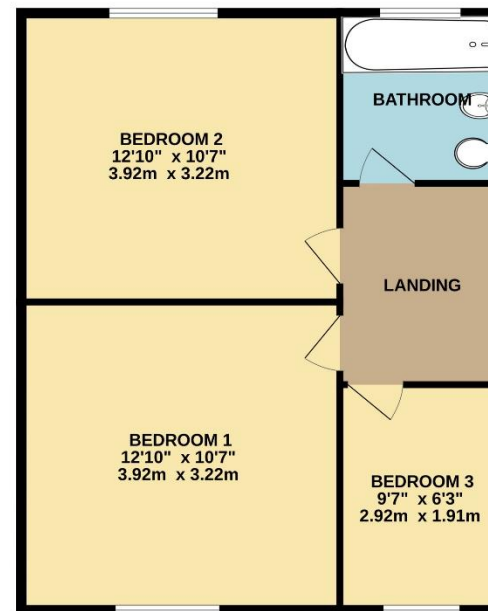 BATHROOM
BEDROOM 2
12'10" x 10'7"
3.92m x 3.22m
LANDING
BEDROOM 1
12'10" x 10'7"
3.92m x 3.22m
BEDROOM 3
9'7" x 6'3"
2.92m x 1.91m